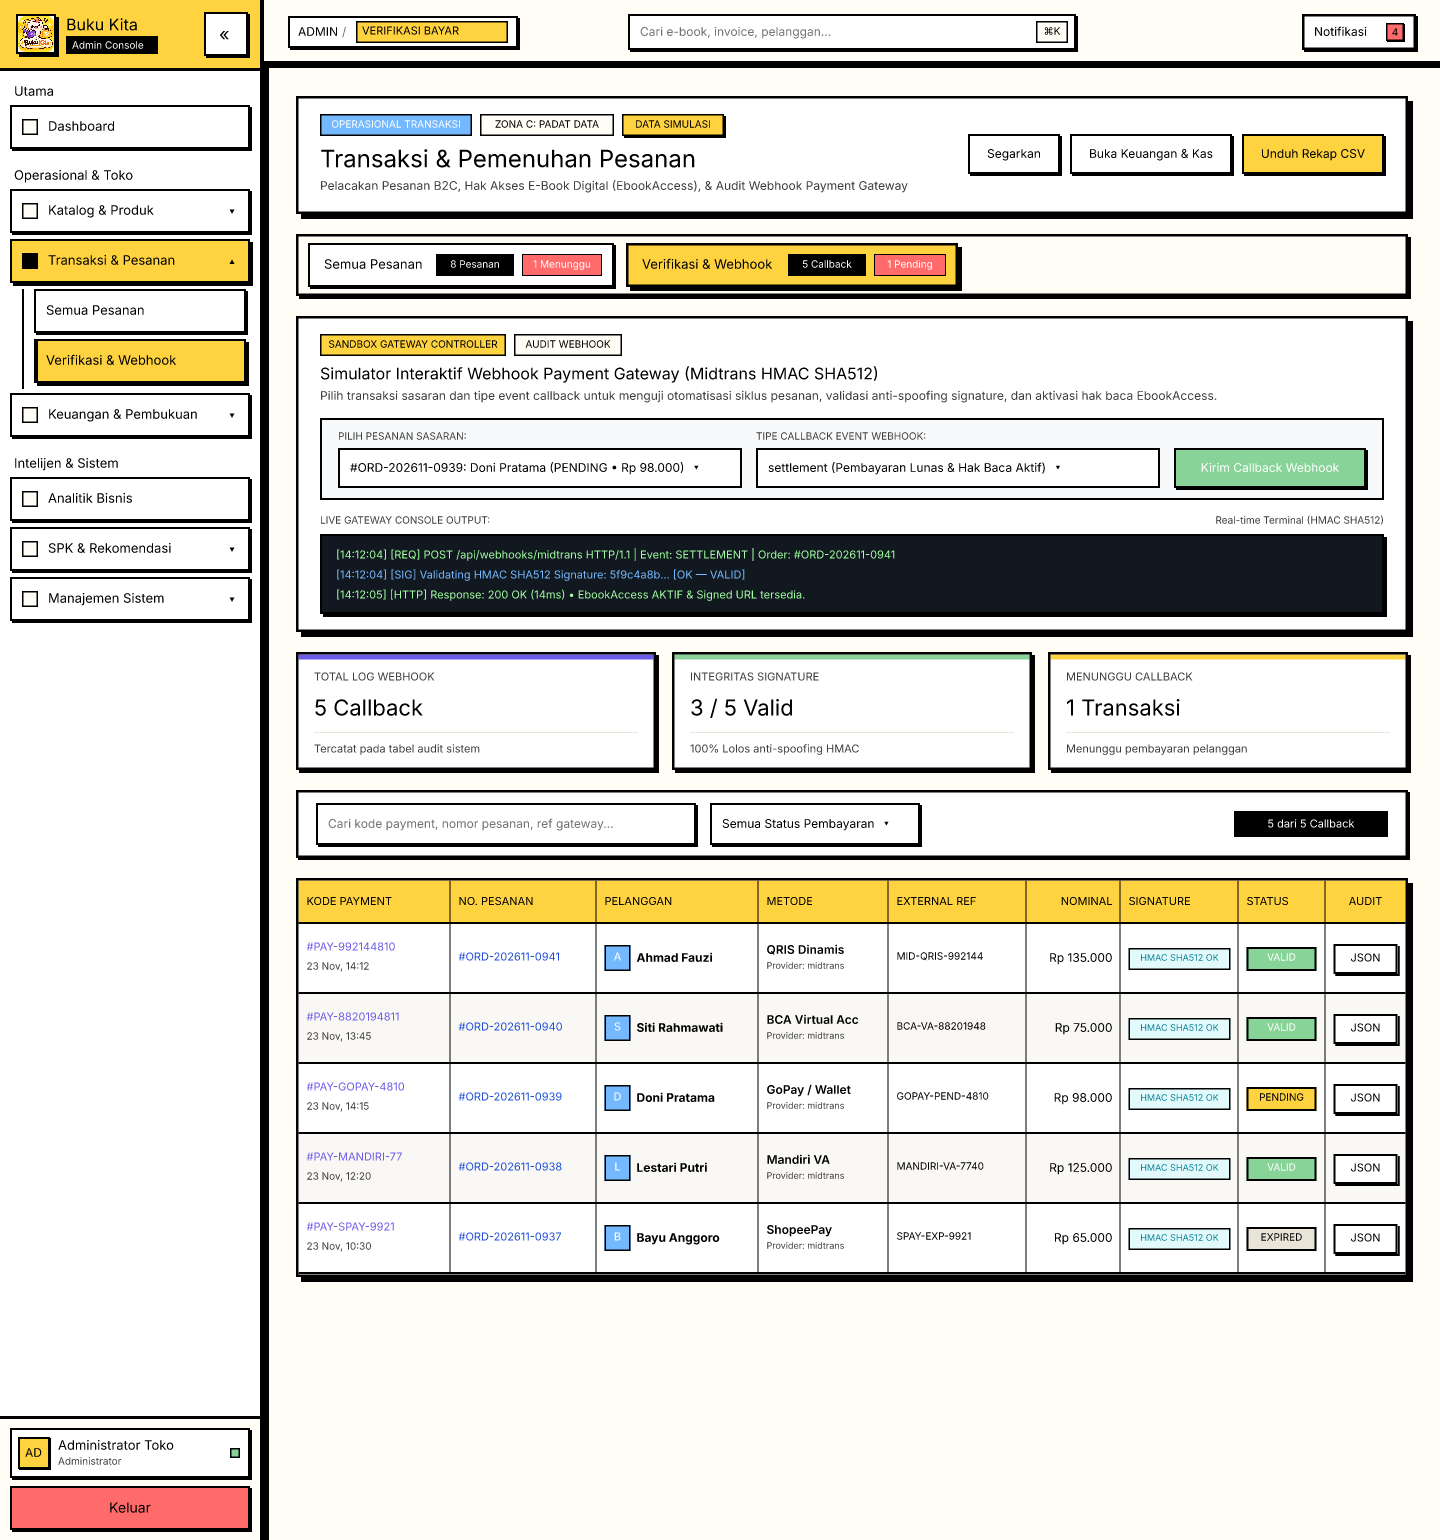 Buku Kita
Admin Console
«
Utama
Dashboard
Operasional & Toko
Katalog & Produk ▾
Transaksi & Pesanan ▴
Semua Pesanan
Verifikasi & Webhook
Keuangan & Pembukuan ▾
Intelijen & Sistem
Analitik Bisnis
SPK & Rekomendasi ▾
Manajemen Sistem ▾
AD
Administrator Toko
Administrator
Keluar
ADMIN / VERIFIKASI BAYAR
Cari e-book, invoice, pelanggan... ⌘K
Notifikasi 4
OPERASIONAL TRANSAKSI ZONA C: PADAT DATA DATA SIMULASI
Transaksi & Pemenuhan Pesanan
Pelacakan Pesanan B2C, Hak Akses E-Book Digital (EbookAccess), & Audit Webhook Payment Gateway
Segarkan Buka Keuangan & Kas Unduh Rekap CSV
Semua Pesanan 8 Pesanan 1 Menunggu Verifikasi & Webhook 5 Callback 1 Pending
SANDBOX GATEWAY CONTROLLER AUDIT WEBHOOK
Simulator Interaktif Webhook Payment Gateway (Midtrans HMAC SHA512)
Pilih transaksi sasaran dan tipe event callback untuk menguji otomatisasi siklus pesanan, validasi anti-spoofing signature, dan aktivasi hak baca EbookAccess.
PILIH PESANAN SASARAN: TIPE CALLBACK EVENT WEBHOOK:
#ORD-202611-0939: Doni Pratama (PENDING • Rp 98.000) ▾ settlement (Pembayaran Lunas & Hak Baca Aktif) ▾ Kirim Callback Webhook
LIVE GATEWAY CONSOLE OUTPUT: Real-time Terminal (HMAC SHA512)
[14:12:04] [REQ] POST /api/webhooks/midtrans HTTP/1.1 | Event: SETTLEMENT | Order: #ORD-202611-0941
[14:12:04] [SIG] Validating HMAC SHA512 Signature: 5f9c4a8b... [OK — VALID]
[14:12:05] [HTTP] Response: 200 OK (14ms) • EbookAccess AKTIF & Signed URL tersedia.
TOTAL LOG WEBHOOK
5 Callback
Tercatat pada tabel audit sistem
INTEGRITAS SIGNATURE
3 / 5 Valid
100% Lolos anti-spoofing HMAC
MENUNGGU CALLBACK
1 Transaksi
Menunggu pembayaran pelanggan
Cari kode payment, nomor pesanan, ref gateway... Semua Status Pembayaran ▾ 5 dari 5 Callback
KODE PAYMENT NO. PESANAN PELANGGAN METODE EXTERNAL REF NOMINAL SIGNATURE STATUS AUDIT
#PAY-992144810
23 Nov, 14:12
#ORD-202611-0941 A Ahmad Fauzi
QRIS Dinamis
Provider: midtrans
MID-QRIS-992144 Rp 135.000 HMAC SHA512 OK VALID JSON
#PAY-8820194811
23 Nov, 13:45
#ORD-202611-0940 S Siti Rahmawati
BCA Virtual Acc
Provider: midtrans
BCA-VA-88201948 Rp 75.000 HMAC SHA512 OK VALID JSON
#PAY-GOPAY-4810
23 Nov, 14:15
#ORD-202611-0939 D Doni Pratama
GoPay / Wallet
Provider: midtrans
GOPAY-PEND-4810 Rp 98.000 HMAC SHA512 OK PENDING JSON
#PAY-MANDIRI-77
23 Nov, 12:20
#ORD-202611-0938 L Lestari Putri
Mandiri VA
Provider: midtrans
MANDIRI-VA-7740 Rp 125.000 HMAC SHA512 OK VALID JSON
#PAY-SPAY-9921
23 Nov, 10:30
#ORD-202611-0937 B Bayu Anggoro
ShopeePay
Provider: midtrans
SPAY-EXP-9921 Rp 65.000 HMAC SHA512 OK EXPIRED JSON